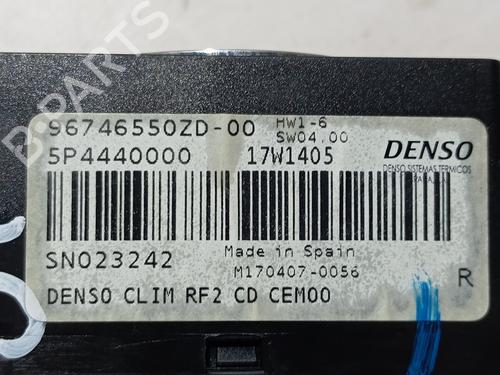 96746550ZD-00 HW1-6
SW04.00
5P4440000 17W1405 DENSO
DENSO SISTEMAS TERMICOS
SN023242 Made in Spain
M170407-0056
DENSO CLIM RF2 CD CEM00 R